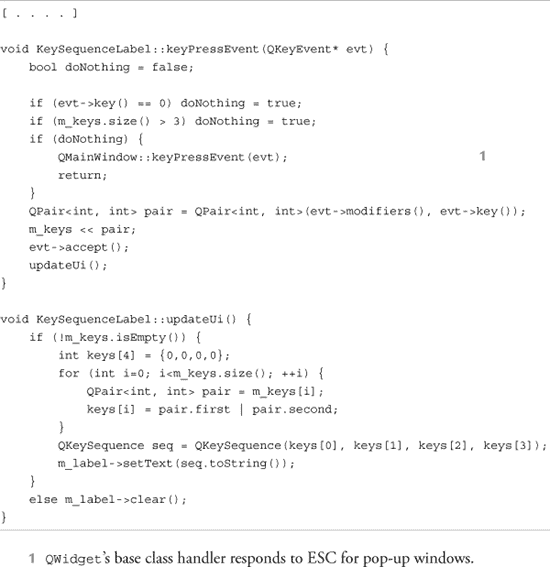 [ . . . . ]
void KeySequenceLabel::keyPressEvent(QKeyEvent* evt) {
    bool doNothing = false;
    if (evt->key() == 0) doNothing = true;
    if (m_keys.size() > 3) doNothing = true;
    if (doNothing) {
        QMainWindow::keyPressEvent(evt); 1
        return;
    }
    QPair<int, int> pair = QPair<int, int>(evt->modifiers(), evt->key());
    m_keys << pair;
    evt->accept();
    updateUi();
}
void KeySequenceLabel::updateUi() {
    if (!m_keys.isEmpty()) {
        int keys[4] = {0,0,0,0};
        for (int i=0; i<m_keys.size(); ++i) {
            QPair<int, int> pair = m_keys[i];
            keys[i] = pair.first | pair.second;
        }
        QKeySequence seq = QKeySequence(keys[0], keys[1], keys[2], keys[3]);
        m_label->setText(seq.toString());
    }
    else m_label->clear();
}
1 QWidget’s base class handler responds to ESC for pop-up windows.